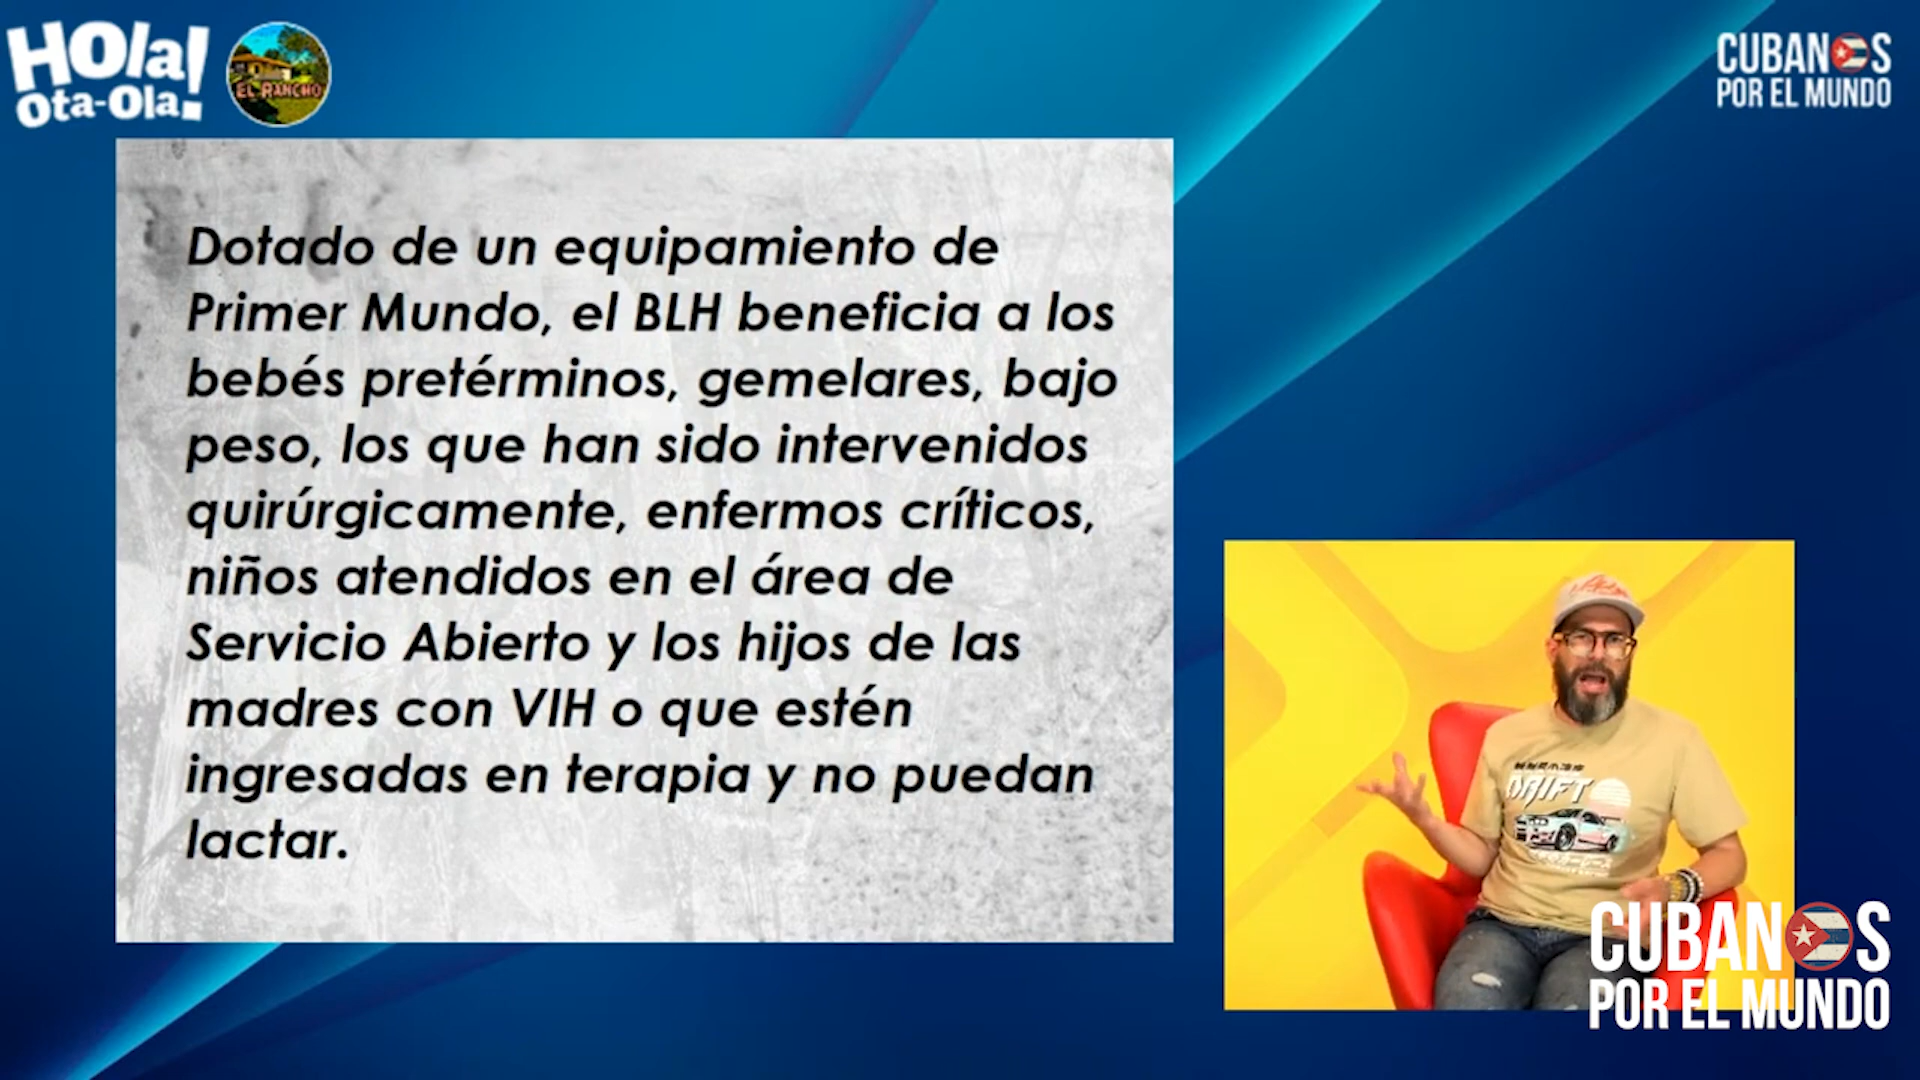 HOla!
Ota-Ola!
EL RANCHO
CUBANOS
POR EL MUNDO
Dotado de un equipamiento de
Primer Mundo, el BLH beneficia a los
bebés pretérminos, gemelares, bajo
peso, los que han sido intervenidos
quirúrgicamente, enfermos críticos,
niños atendidos en el área de
Servicio Abierto y los hijos de las
madres con VIH o que estén
ingresadas en terapia y no puedan
lactar.
DRIFT
CUBANOS
POR EL MUNDO